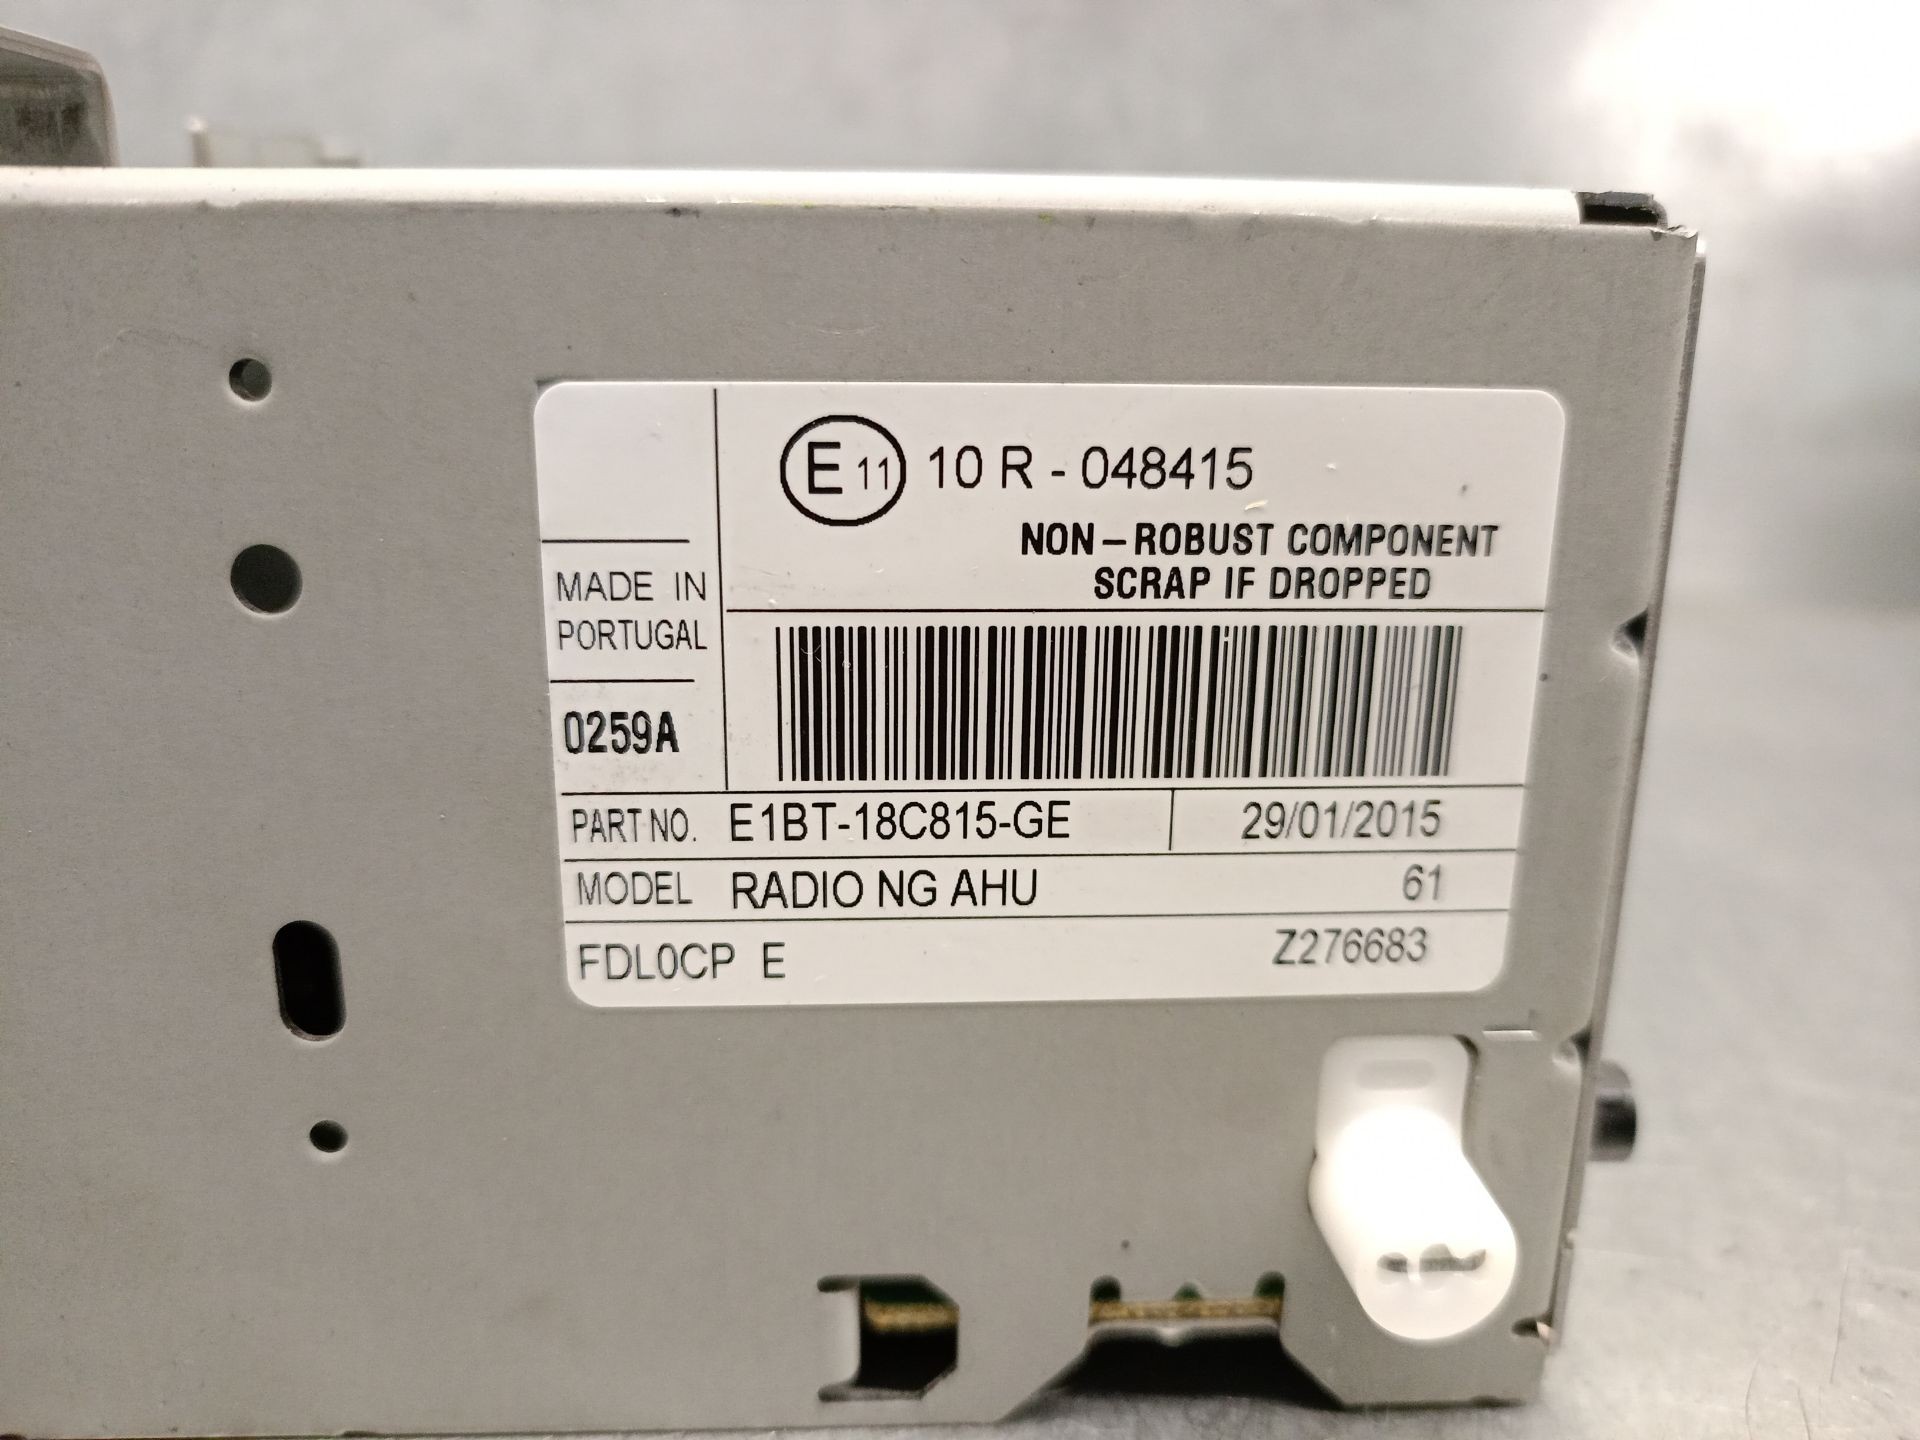 E 11 10 R - 048415
NON-ROBUST COMPONENT
SCRAP IF DROPPED
MADE IN
PORTUGAL
0259A
PART NO. E1BT-18C815-GE 29/01/2015
MODEL RADIO NG AHU 61
FDL0CP E Z276683